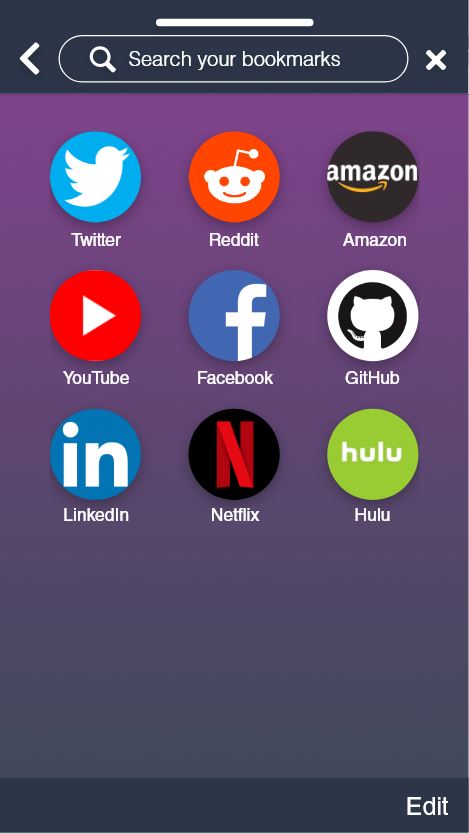 Search your bookmarks
amazon
Twitter
Reddit
Amazon
f
YouTube
Facebook
GitHub
in
N
hulu
LinkedIn
Netflix
Hulu
Edit